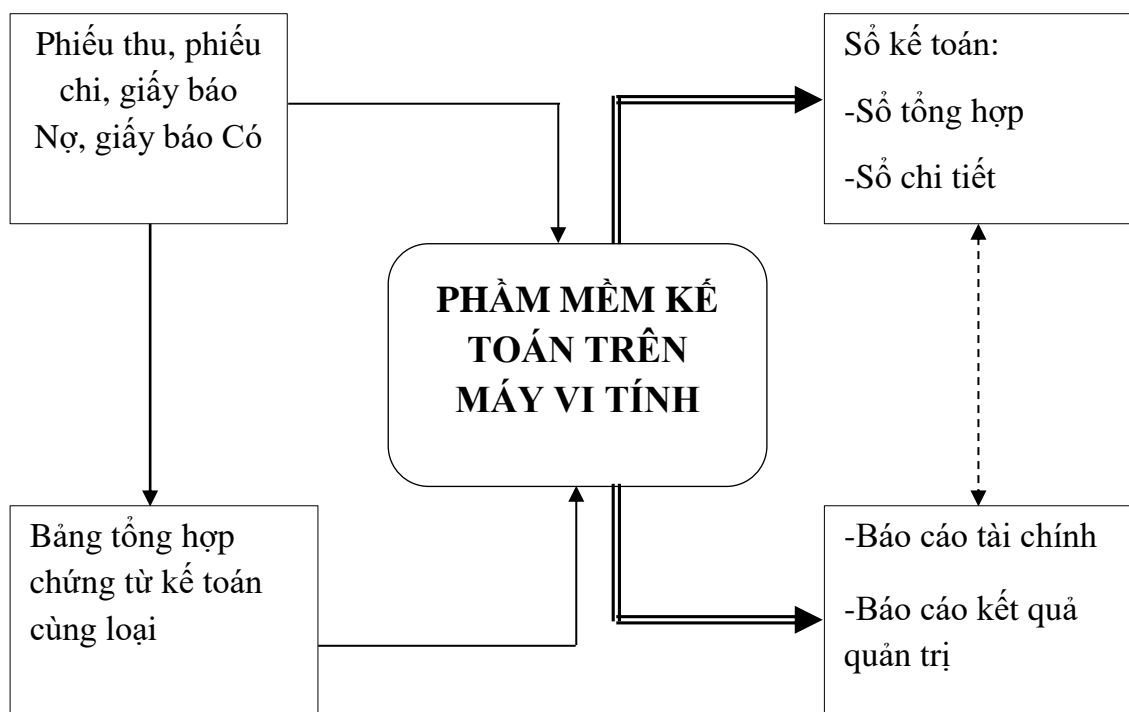 Phiếu thu, phiếu
chi, giấy báo
Nợ, giấy báo Có
Sổ kế toán:
-Sổ tổng hợp
-Sổ chi tiết
PHẦM MỀM KẾ
TOÁN TRÊN
MÁY VI TÍNH
Bảng tổng hợp
chứng từ kế toán
cùng loại
-Báo cáo tài chính
-Báo cáo kết quả
quản trị